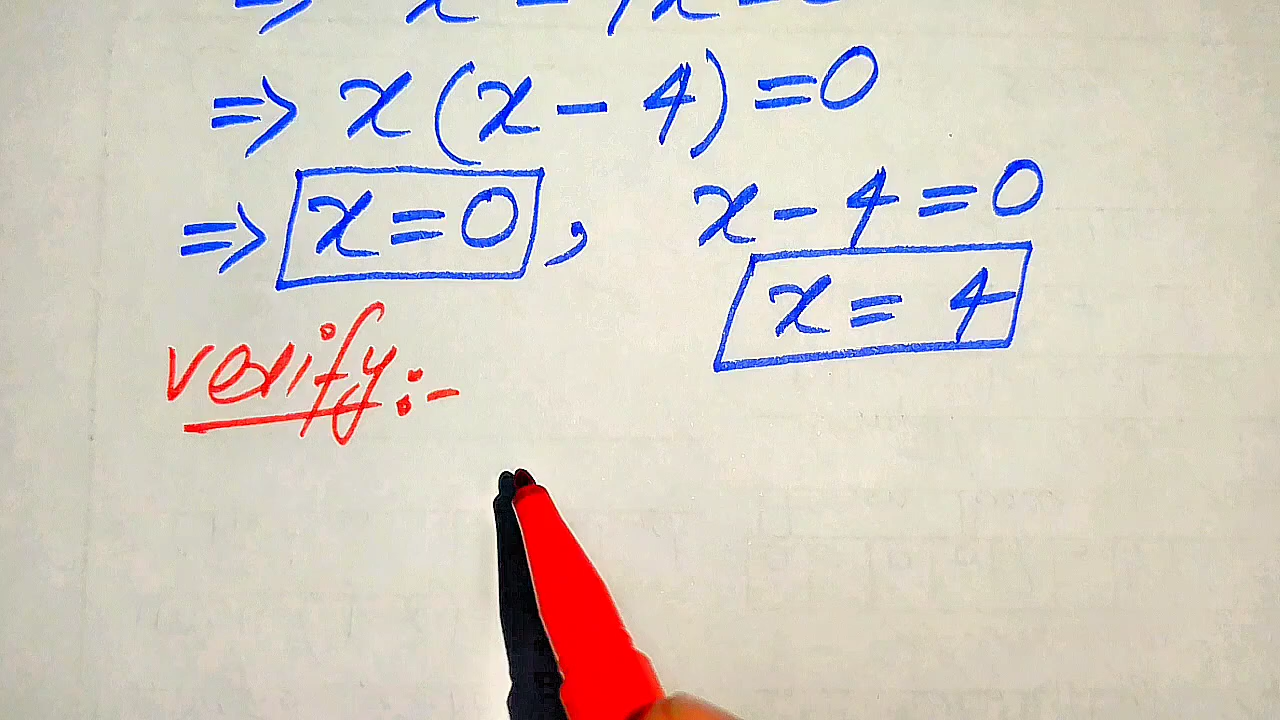 => x(x-4)=0
=> x=0, x-4=0
x=4
verify:-